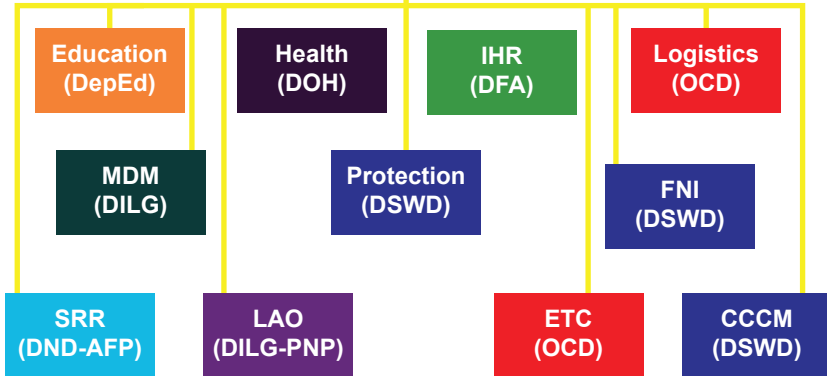 Education
(DepEd)
Health
(DOH)
IHR
(DFA)
Logistics
(OCD)
MDM
(DILG)
Protection
(DSWD)
FNI
(DSWD)
SRR
(DND-AFP)
LAO
(DILG-PNP)
ETC
(OCD)
CCCM
(DSWD)